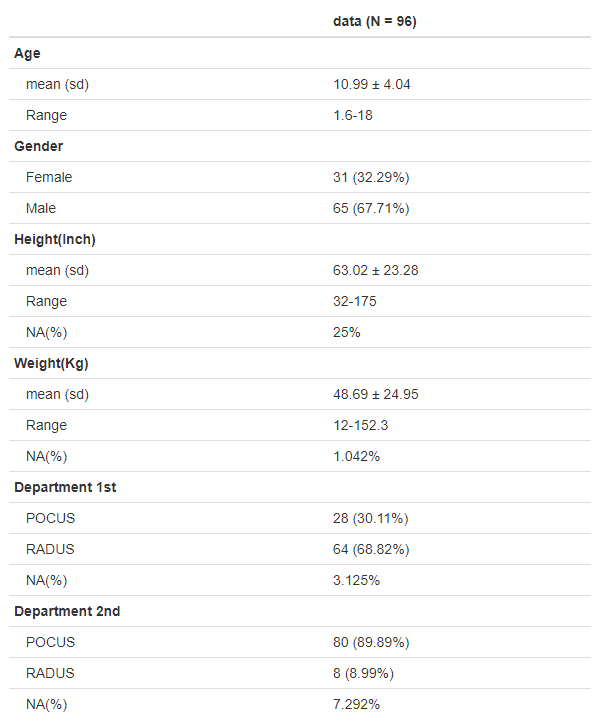 data (N = 96)
Age
mean (sd) 10.99 ± 4.04
Range 1.6-18
Gender
Female 31 (32.29%)
Male 65 (67.71%)
Height(Inch)
mean (sd) 63.02 ± 23.28
Range 32-175
NA(%) 25%
Weight(Kg)
mean (sd) 48.69 ± 24.95
Range 12-152.3
NA(%) 1.042%
Department 1st
POCUS 28 (30.11%)
RADUS 64 (68.82%)
NA(%) 3.125%
Department 2nd
POCUS 80 (89.89%)
RADUS 8 (8.99%)
NA(%) 7.292%